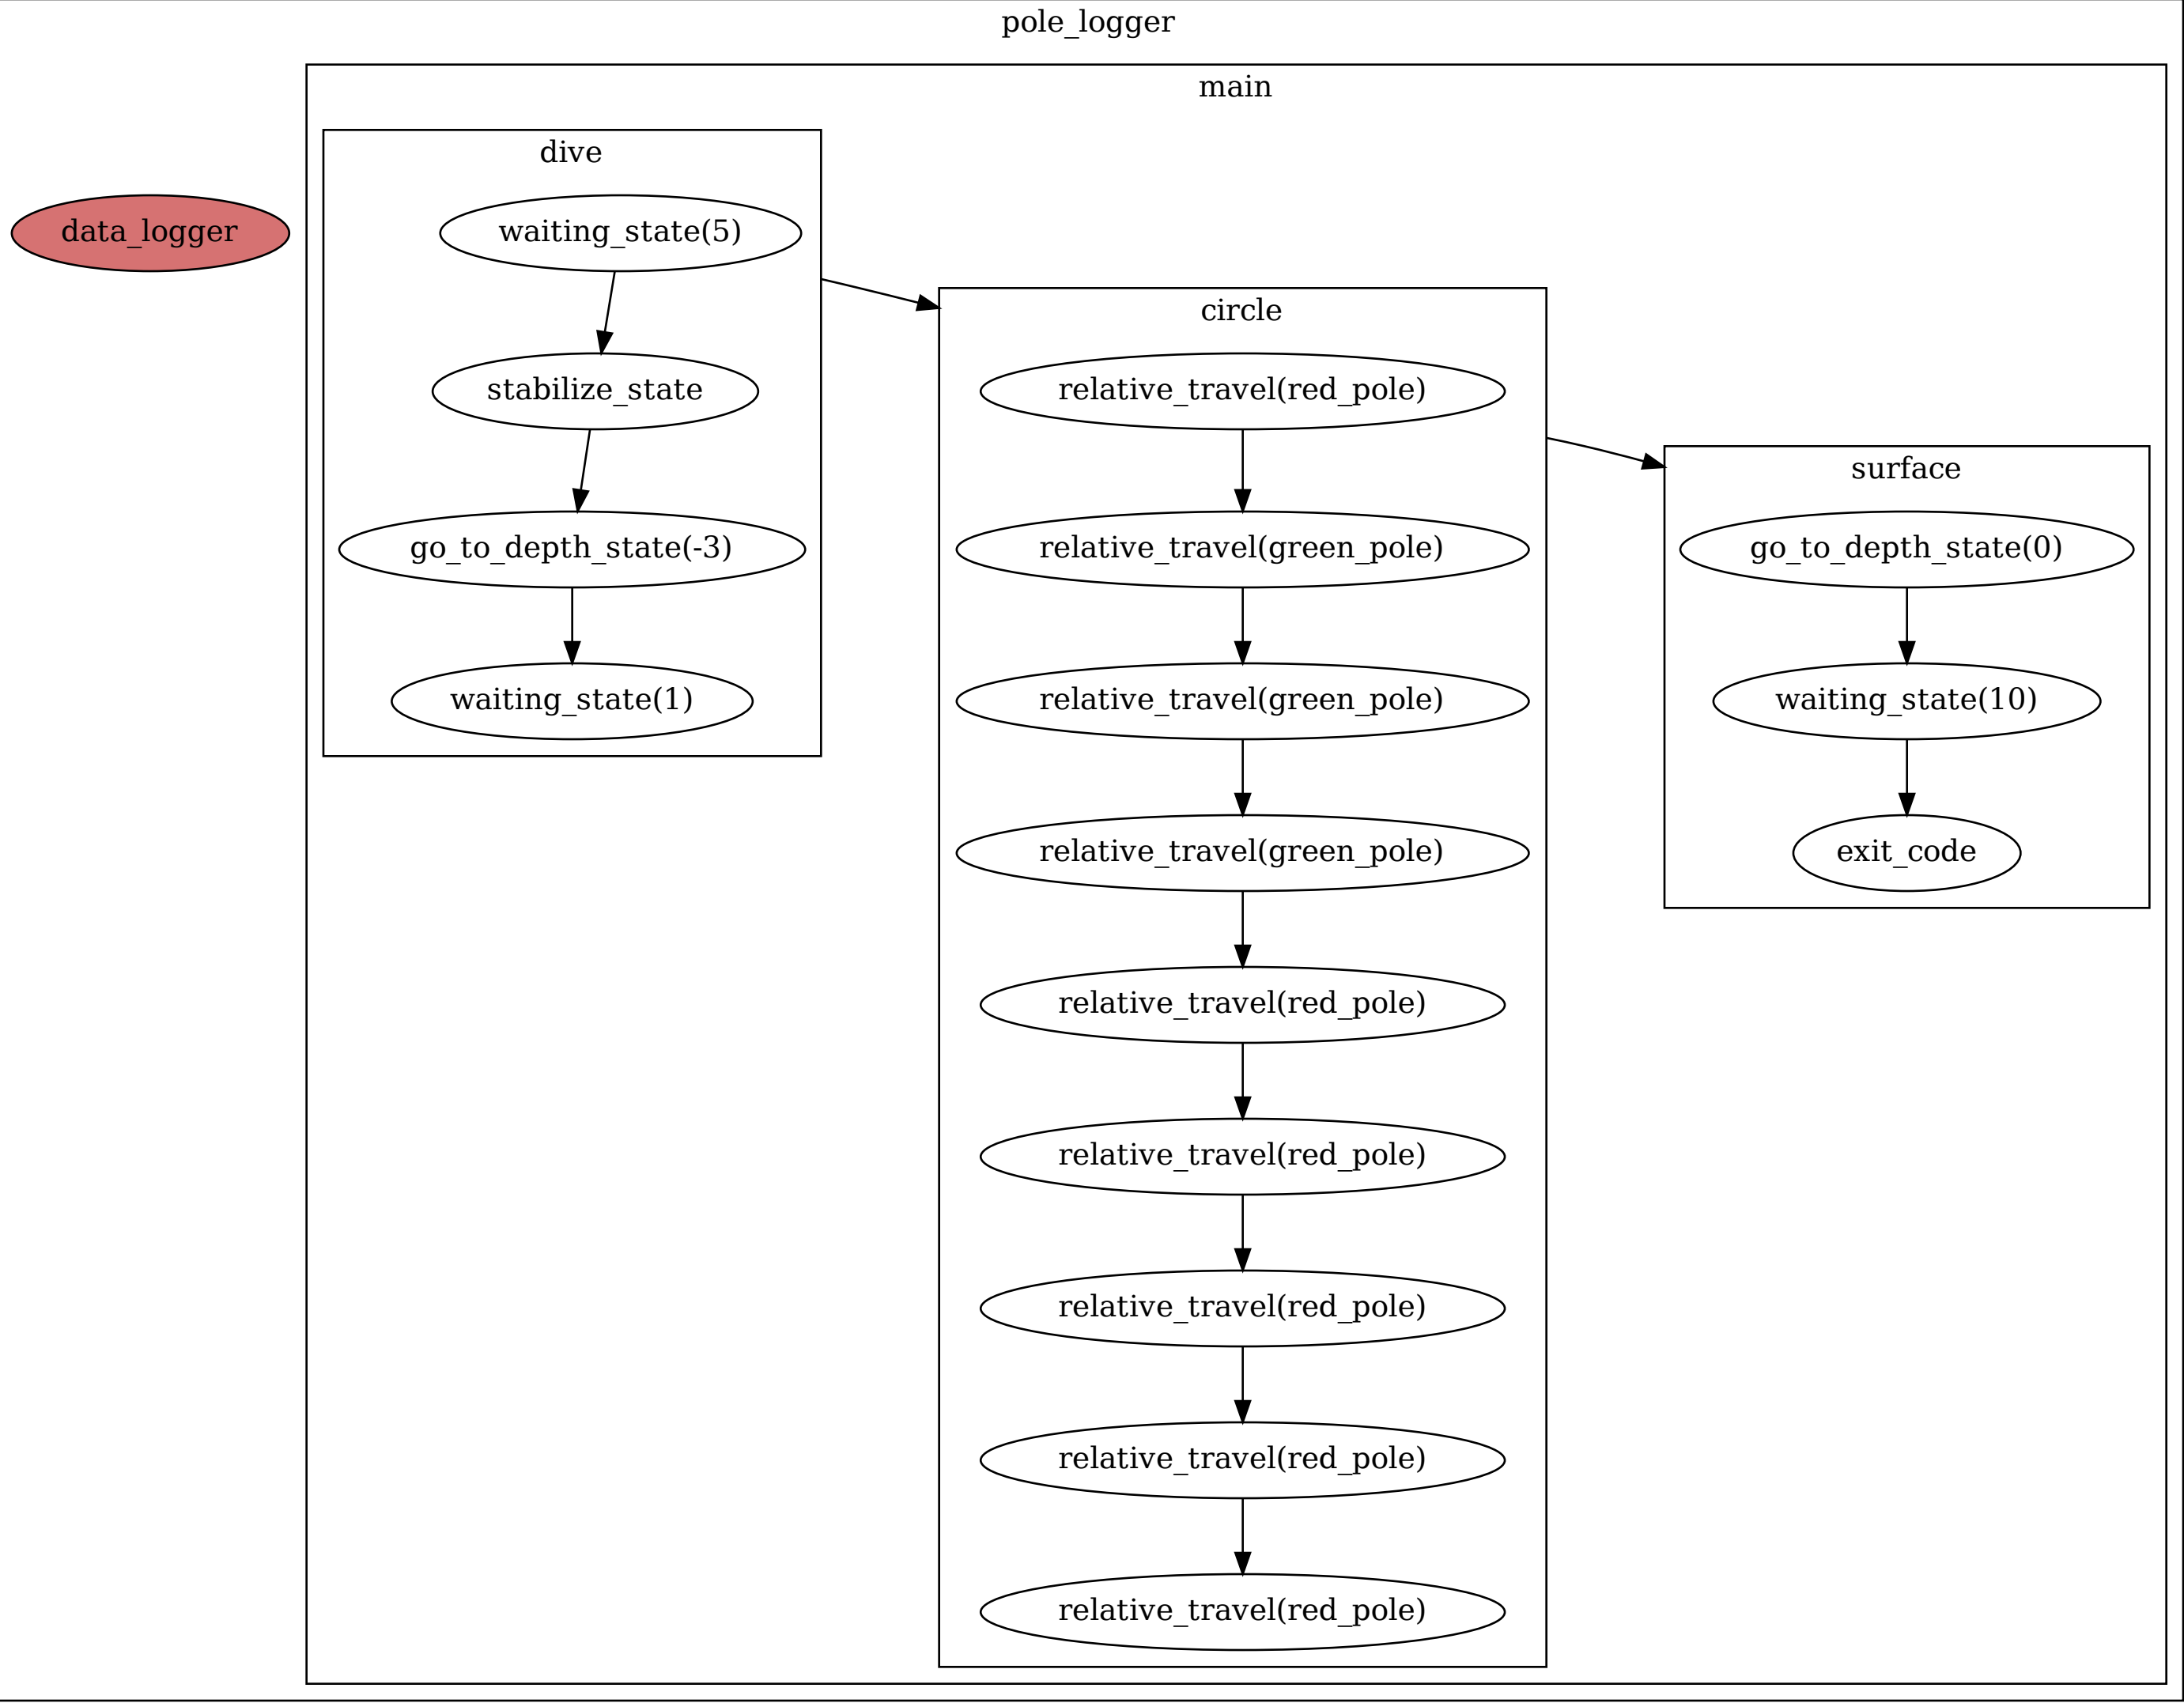 pole_logger
main
data_logger
dive
waiting_state(5)
stabilize_state
go_to_depth_state(-3)
waiting_state(1)
circle
relative_travel(red_pole)
relative_travel(green_pole)
relative_travel(green_pole)
relative_travel(green_pole)
relative_travel(red_pole)
relative_travel(red_pole)
relative_travel(red_pole)
relative_travel(red_pole)
relative_travel(red_pole)
surface
go_to_depth_state(0)
waiting_state(10)
exit_code